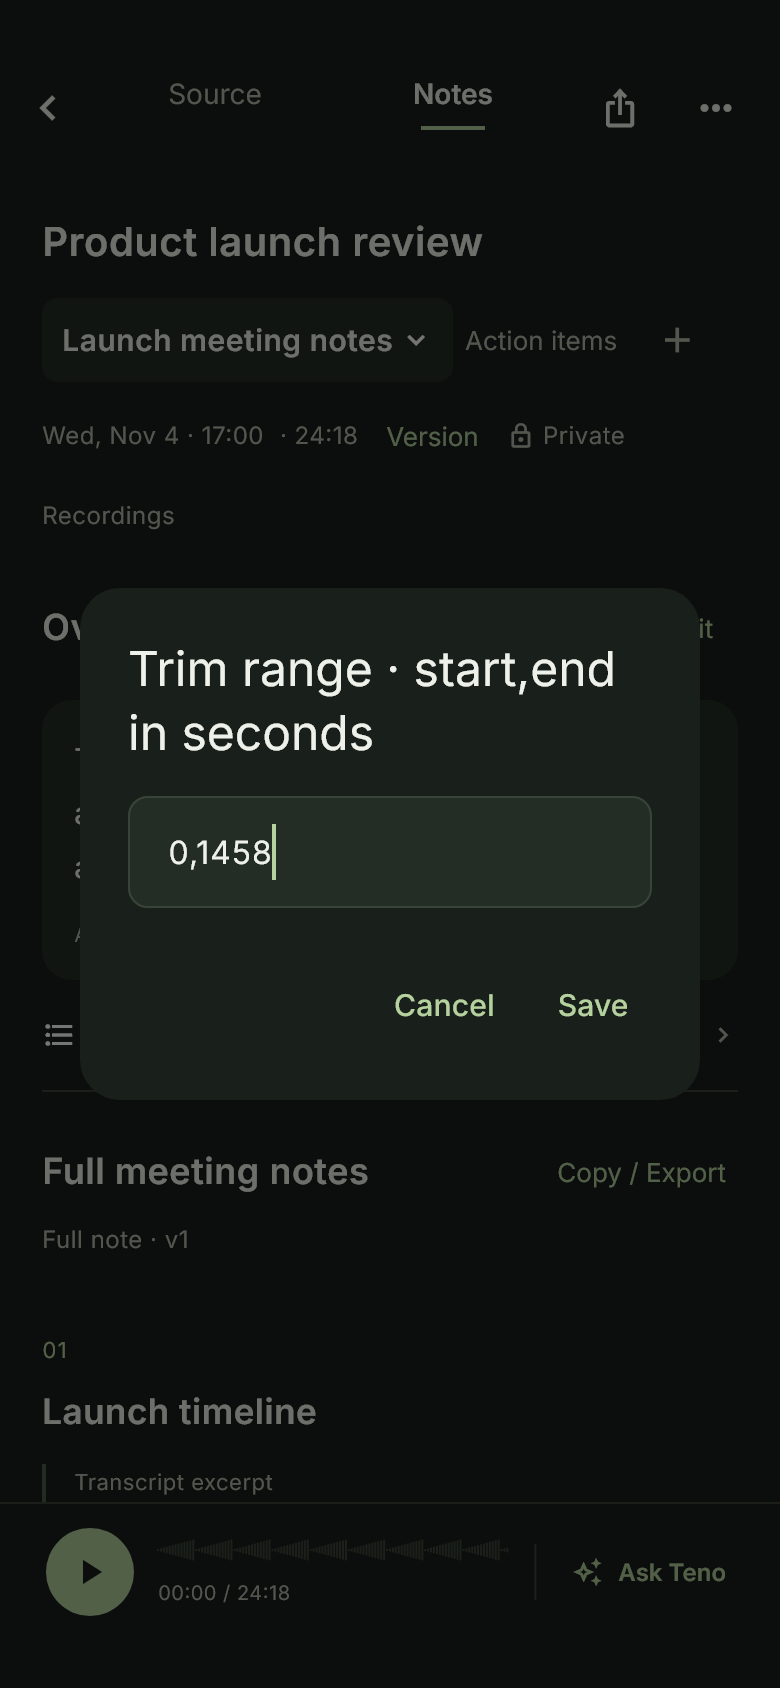 Source
Notes
Product launch review
Launch meeting notes
Action items
Wed, Nov 4 · 17:00 · 24:18
Version
Private
Recordings
Trim range · start,end
in seconds
0,1458
Cancel
Save
Full meeting notes
Copy / Export
Full note · v1
01
Launch timeline
Transcript excerpt
00:00 / 24:18
Ask Teno